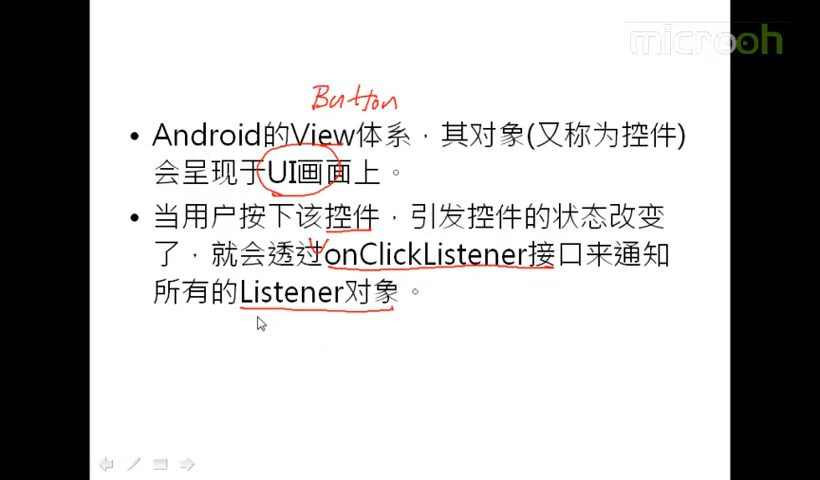 microoh
Button
• Android的View体系，其对象(又称为控件)
会呈现于UI画面上。
• 当用户按下该控件，引发控件的状态改变
了，就会透过onClickListener接口来通知
所有的Listener对象。